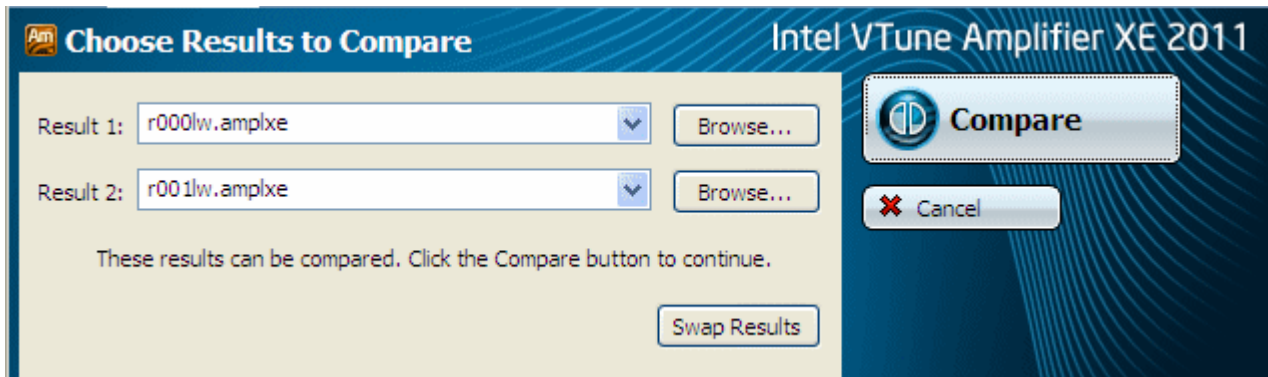 Am Choose Results to Compare
Intel VTune Amplifier XE 2011
Result 1: r000lw.amplxe Browse...
Compare
Result 2: r001lw.amplxe Browse...
Cancel
These results can be compared. Click the Compare button to continue.
Swap Results